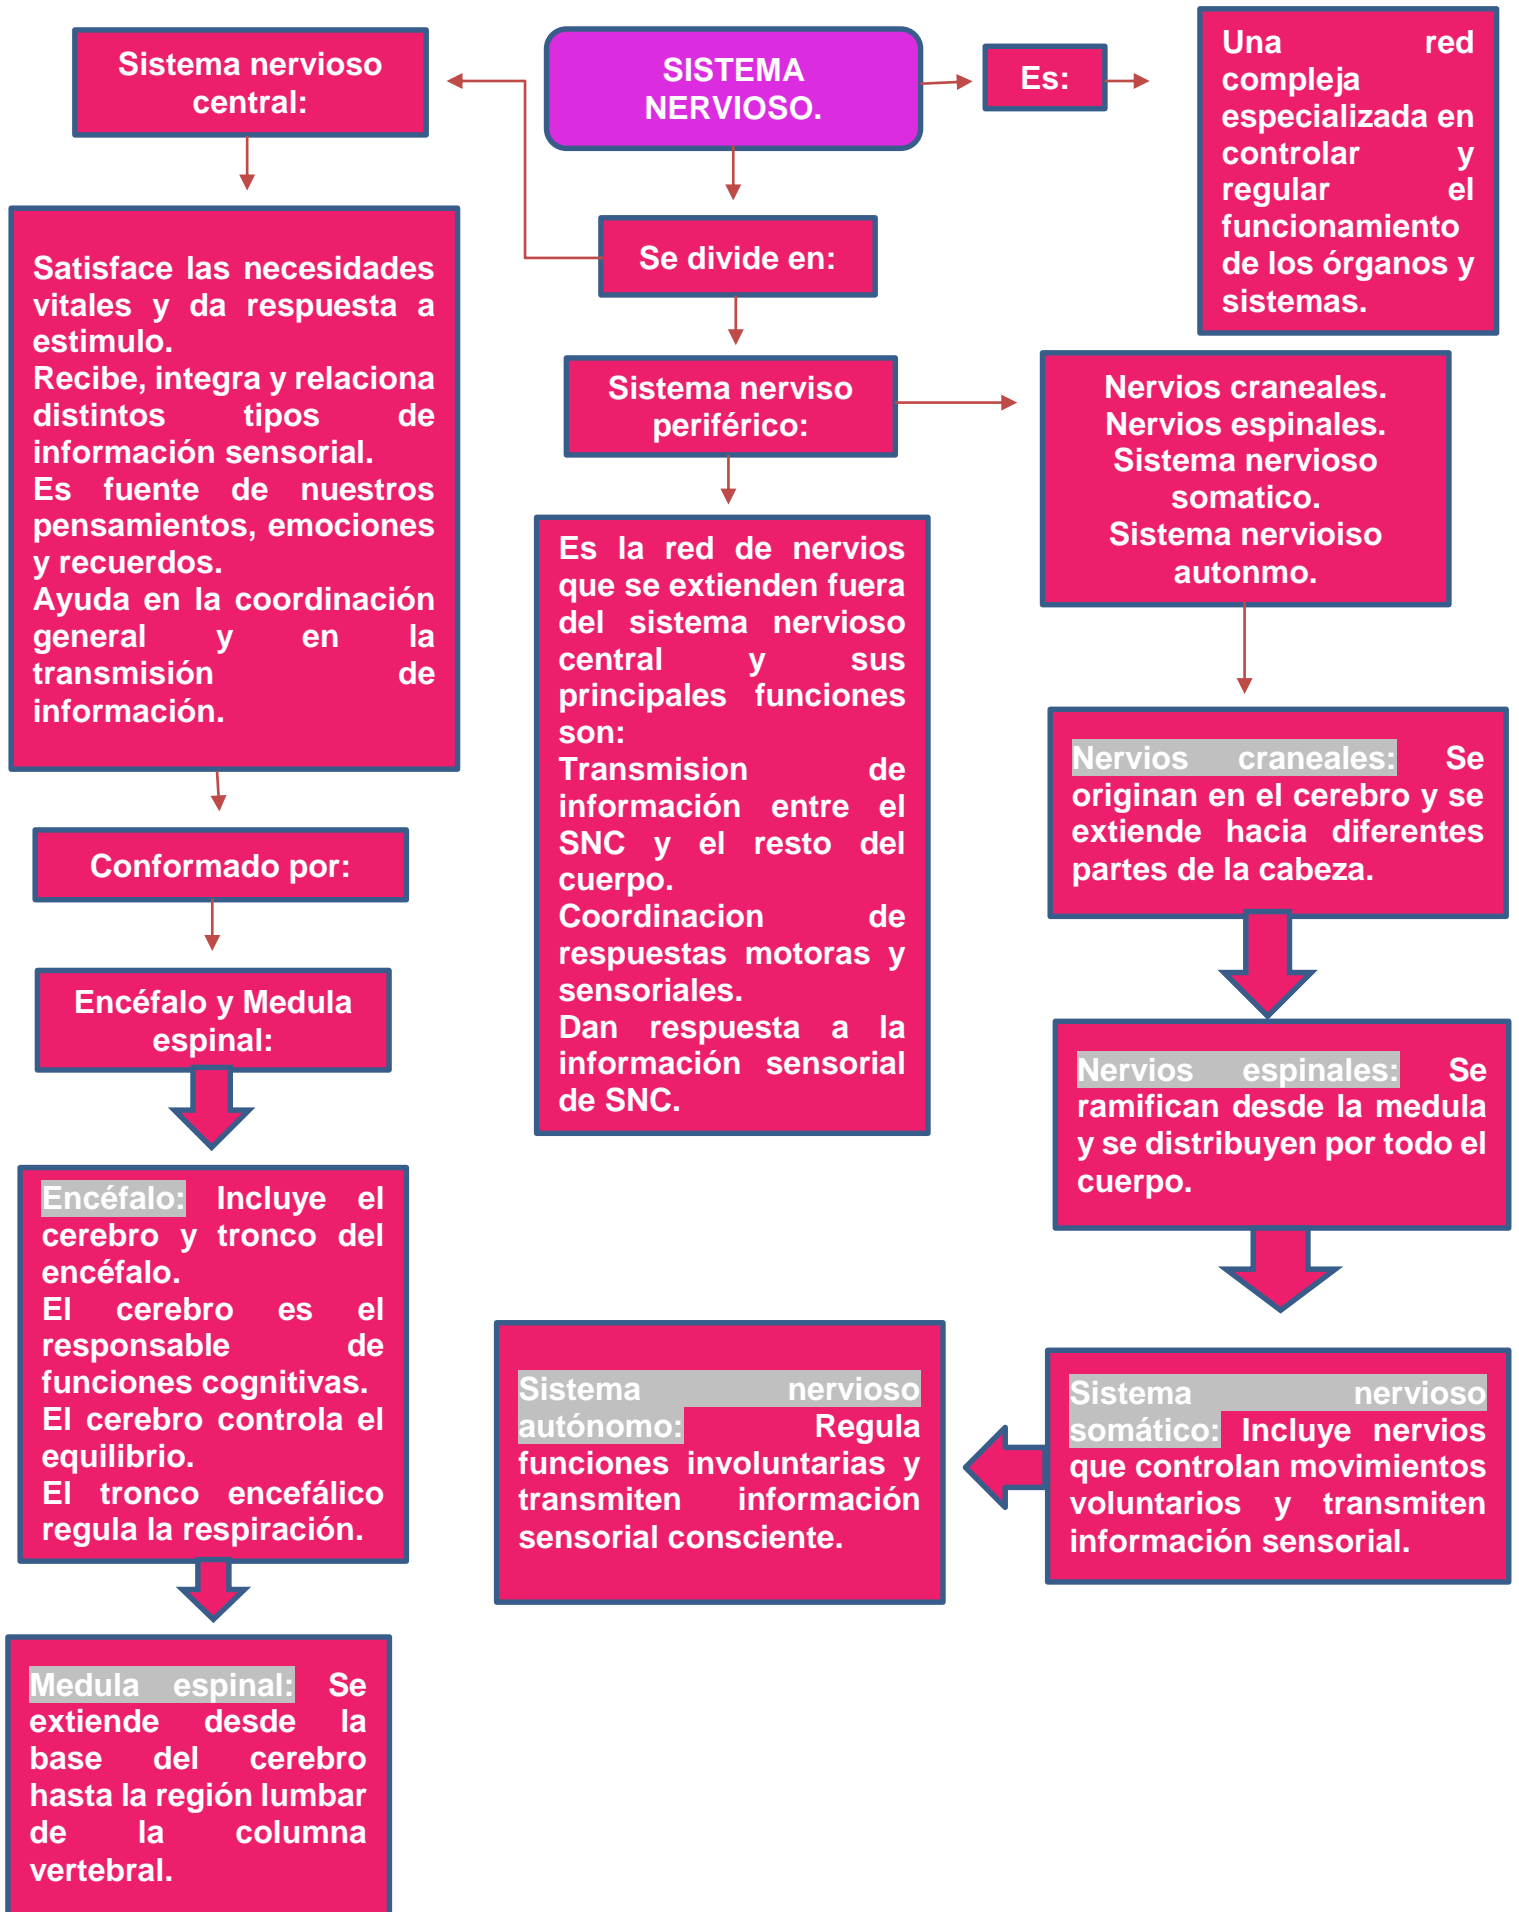 SISTEMA
NERVIOSO.
Es:
Una red
compleja
especializada en
controlar y
regular el
funcionamiento
de los órganos y
sistemas.
Se divide en:
Sistema nervioso
central:
Satisface las necesidades
vitales y da respuesta a
estimulo.
Recibe, integra y relaciona
distintos tipos de
información sensorial.
Es fuente de nuestros
pensamientos, emociones
y recuerdos.
Ayuda en la coordinación
general y en la
transmisión de
información.
Conformado por:
Encéfalo y Medula
espinal:
Encéfalo: Incluye el
cerebro y tronco del
encéfalo.
El cerebro es el
responsable de
funciones cognitivas.
El cerebro controla el
equilibrio.
El tronco encefálico
regula la respiración.
Medula espinal: Se
extiende desde la
base del cerebro
hasta la región lumbar
de la columna
vertebral.
Sistema nerviso
periférico:
Es la red de nervios
que se extienden fuera
del sistema nervioso
central y sus
principales funciones
son:
Transmision de
información entre el
SNC y el resto del
cuerpo.
Coordinacion de
respuestas motoras y
sensoriales.
Dan respuesta a la
información sensorial
de SNC.
Nervios craneales.
Nervios espinales.
Sistema nervioso
somatico.
Sistema nervioiso
autonmo.
Nervios craneales: Se
originan en el cerebro y se
extiende hacia diferentes
partes de la cabeza.
Nervios espinales: Se
ramifican desde la medula
y se distribuyen por todo el
cuerpo.
Sistema nervioso
somático: Incluye nervios
que controlan movimientos
voluntarios y transmiten
información sensorial.
Sistema nervioso
autónomo: Regula
funciones involuntarias y
transmiten información
sensorial consciente.